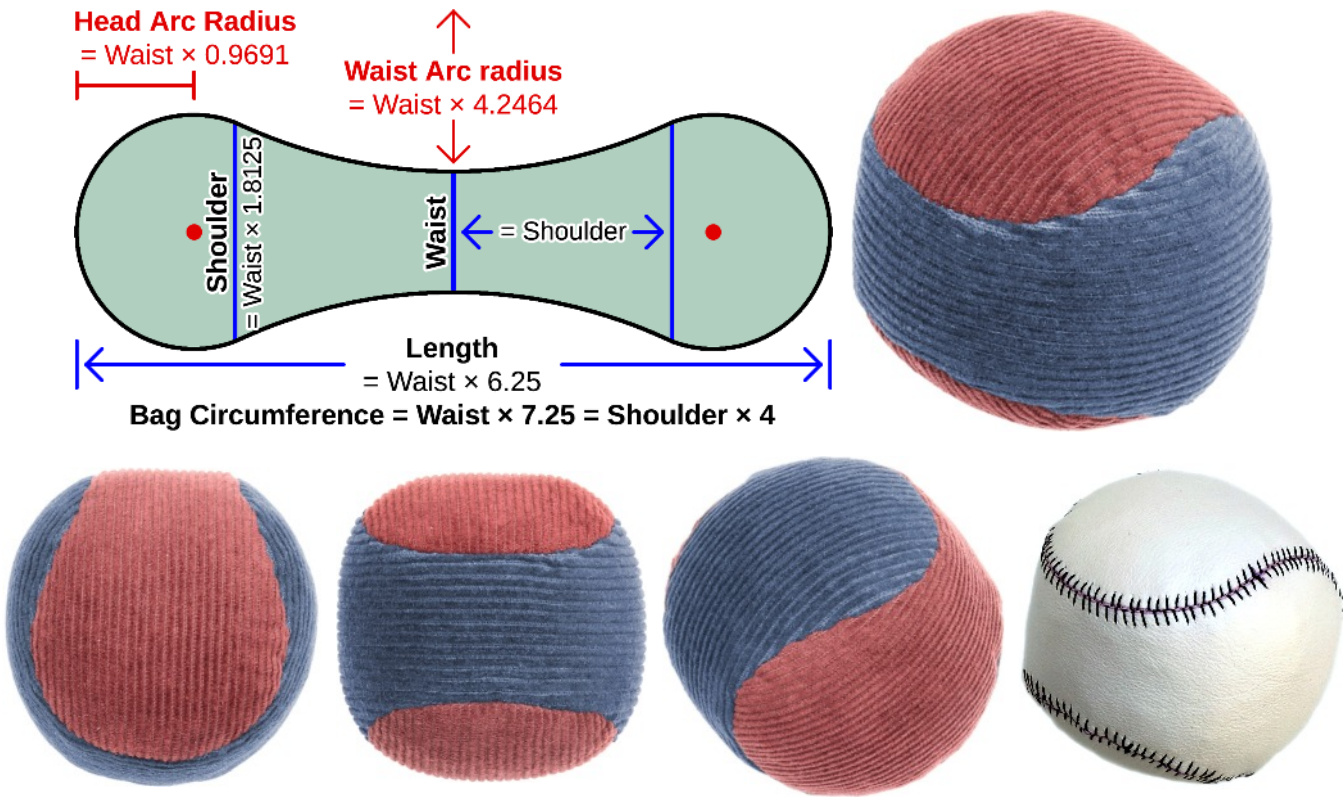 Head Arc Radius
= Waist × 0.9691
Waist Arc radius
= Waist × 4.2464
Shoulder
= Waist × 1.8125
Waist
= Shoulder
Length
= Waist × 6.25
Bag Circumference = Waist × 7.25 = Shoulder × 4